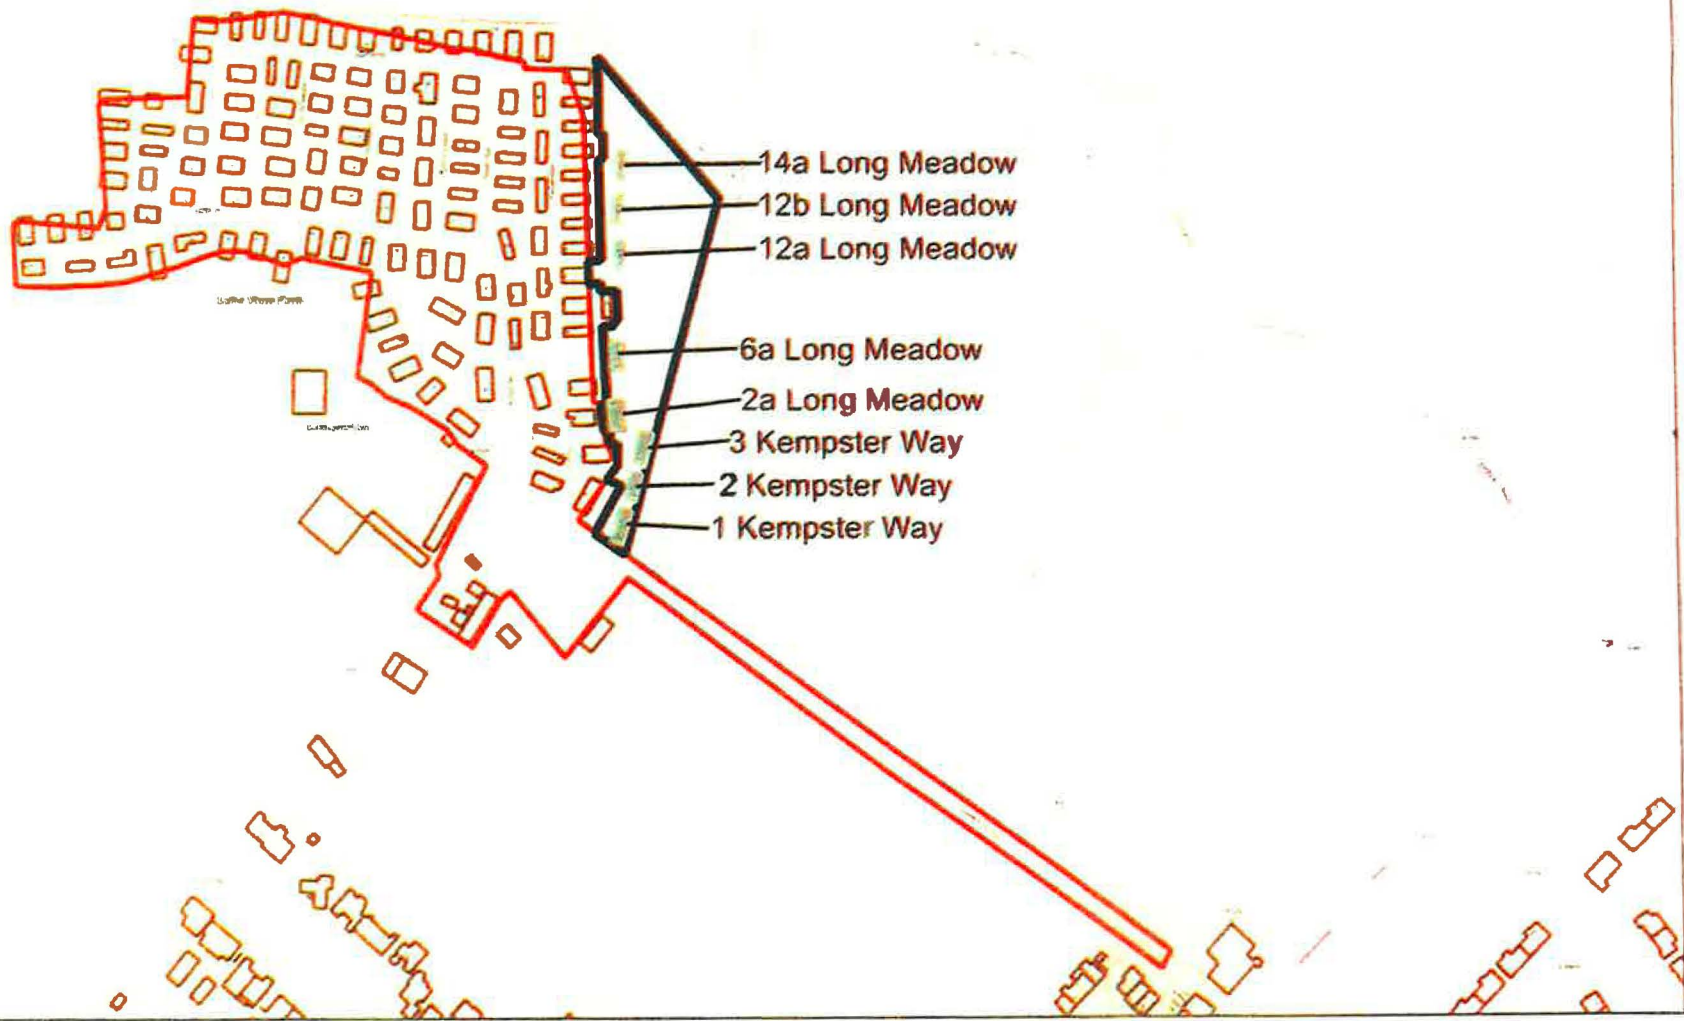 14a Long Meadow
12b Long Meadow
12a Long Meadow
6a Long Meadow
2a Long Meadow
3 Kempster Way
2 Kempster Way
1 Kempster Way